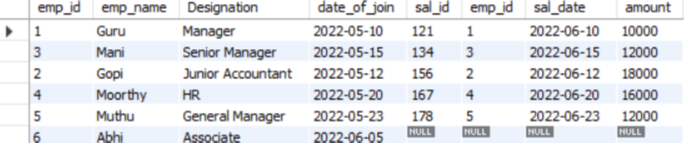 emp_id emp_name Designation date_of_join sal_id emp_id sal_date amount
1 Guru Manager 2022-05-10 121 1 2022-06-10 10000
3 Mani Senior Manager 2022-05-15 134 3 2022-06-15 12000
2 Gopi Junior Accountant 2022-05-12 156 2 2022-06-12 18000
4 Moorthy HR 2022-05-20 167 4 2022-06-20 16000
5 Muthu General Manager 2022-05-23 178 5 2022-06-23 12000
6 Abhi Associate 2022-06-05 NULL NULL NULL NULL